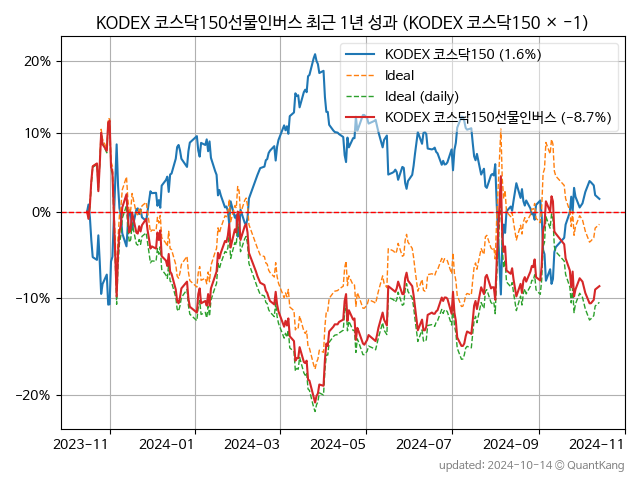 KODEX 코스닥150선물인버스 최근 1년 성과 (KODEX 코스닥150 × −1)
KODEX 코스닥150 (1.6%)
Ideal
Ideal (daily)
KODEX 코스닥150선물인버스 (−8.7%)
20%
10%
0%
−10%
−20%
2023-11
2024-01
2024-03
2024-05
2024-07
2024-09
2024-11
updated: 2024-10-14 © QuantKang